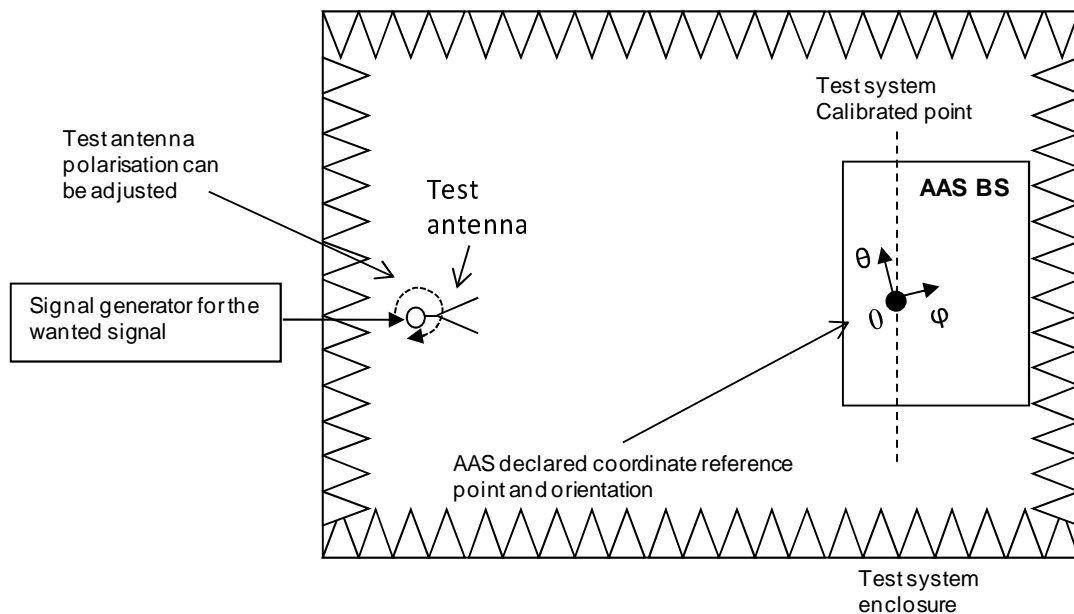 Test system
Calibrated point
Test antenna
polarisation can
be adjusted
Test
antenna
AAS BS
θ
Signal generator for the
wanted signal
0
φ
AAS declared coordinate reference
point and orientation
Test system
enclosure